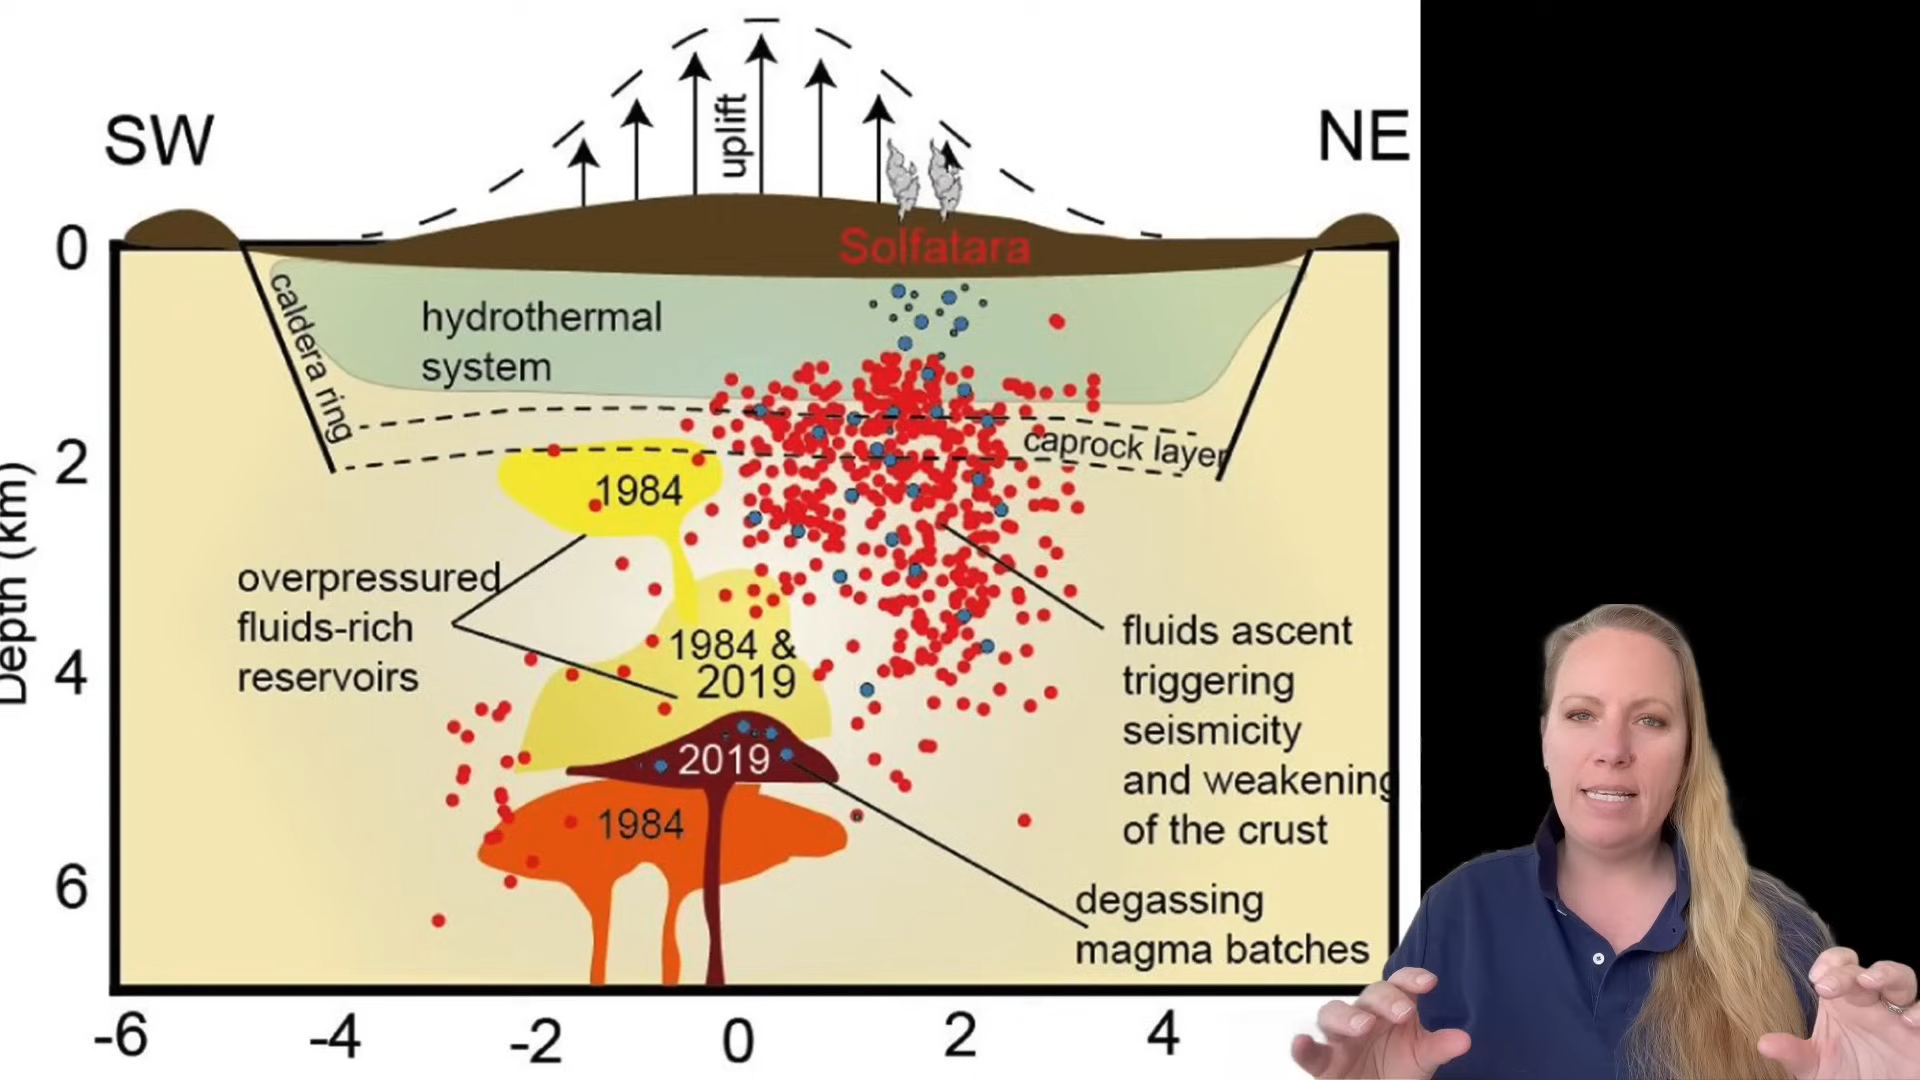 uplift
SW
NE
Solfatara
0
2
4
6
Depth (km)
caldera ring
hydrothermal
system
caprock layer
1984
overpressured
fluids-rich
reservoirs
1984 &
2019
2019
1984
fluids ascent
triggering
seismicity
and weakening
of the crust
degassing
magma batches
-6
-4
-2
0
2
4